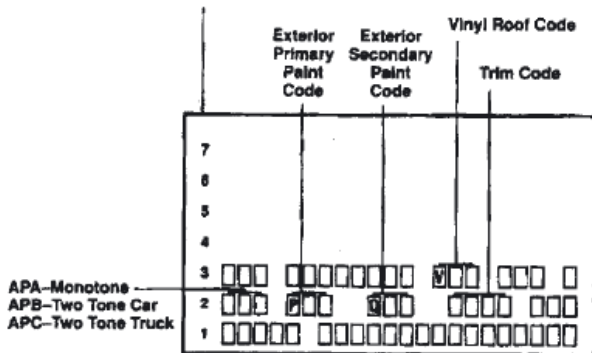 Exterior Primary Paint Code
Exterior Secondary Paint Code
Vinyl Roof Code
Trim Code
7
6
5
4
3
V
APA–Monotone
APB–Two Tone Car
APC–Two Tone Truck
2
P
Q
1